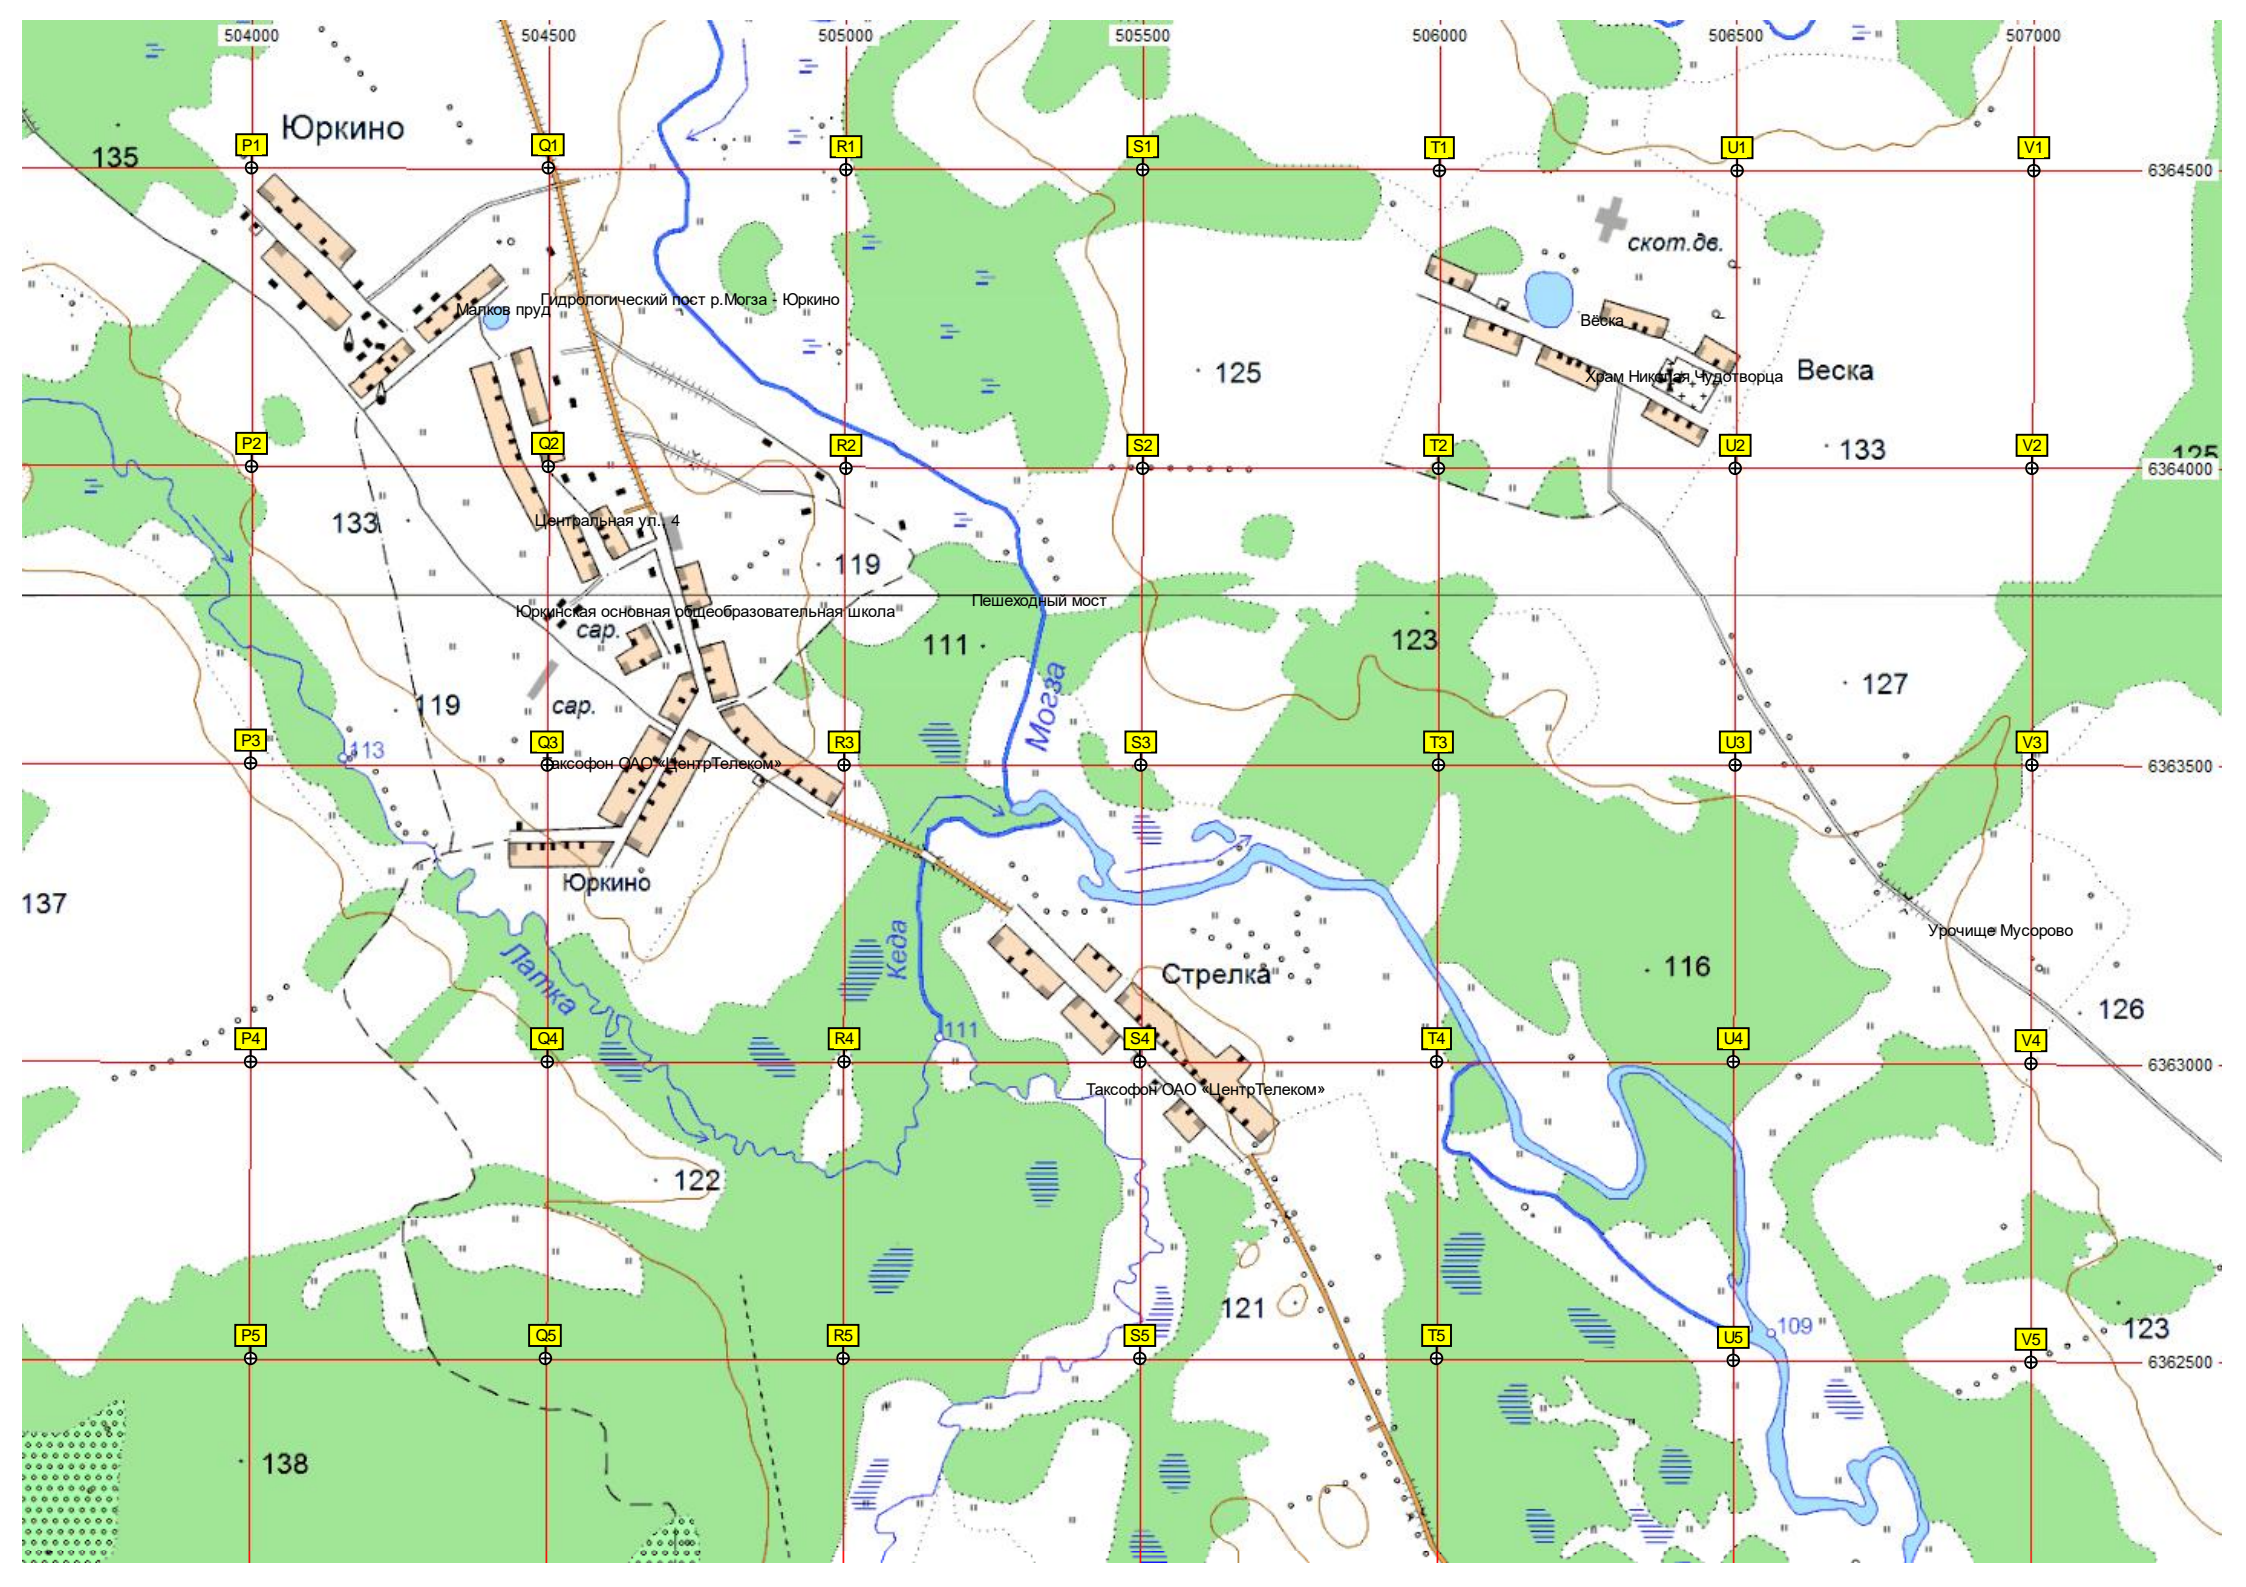 504000 504500 505000 505500 506000 506500 507000
Юркино
135
P1 Q1 R1 S1 T1 U1 V1
6364500
скот.дв.
Гидрологический пост р.Могза - Юркино
Малков пруд
Вёска
125
Храм Николая Чудотворца
Веска
P2 Q2 R2 S2 T2 U2 V2
133
125
6364000
133
Центральная ул., 4
119
Пешеходный мост
Юркинская основная общеобразовательная школа
сар.
111
123
Могза
127
119
сар.
P3 Q3 R3 S3 T3 U3 V3
113
Таксофон ОАО «ЦентрТелеком»
6363500
Юркино
137
Кеда
Урочище Мусорово
Лапка
Стрелка
116
126
111
P4 Q4 R4 S4 T4 U4 V4
6363000
Таксофон ОАО «ЦентрТелеком»
122
121
109
123
P5 Q5 R5 S5 T5 U5 V5
6362500
138